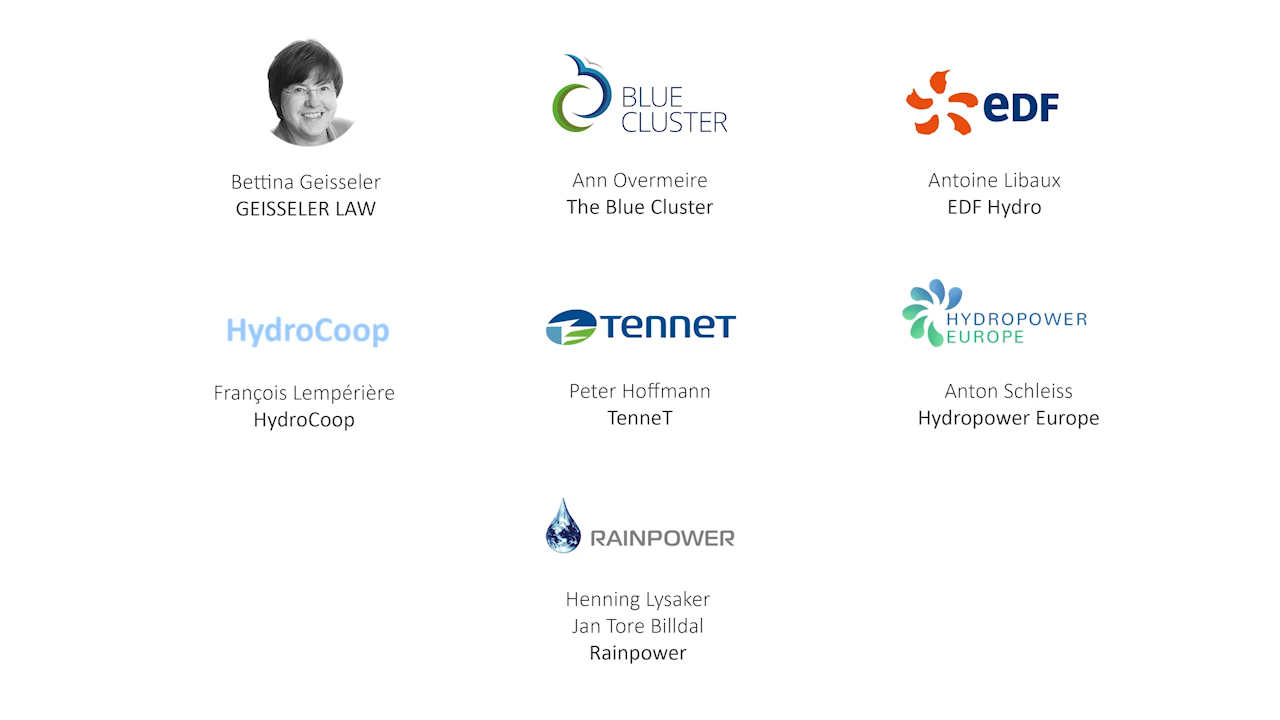 Bettina Geisseler
GEISSELER LAW
BLUE
CLUSTER
Ann Overmeire
The Blue Cluster
eDF
Antoine Libaux
EDF Hydro
HydroCoop
François Lempérière
HydroCoop
TenneT
Peter Hoffmann
TenneT
HYDROPOWER
EUROPE
Anton Schleiss
Hydropower Europe
RAINPOWER
Henning Lysaker
Jan Tore Billdal
Rainpower